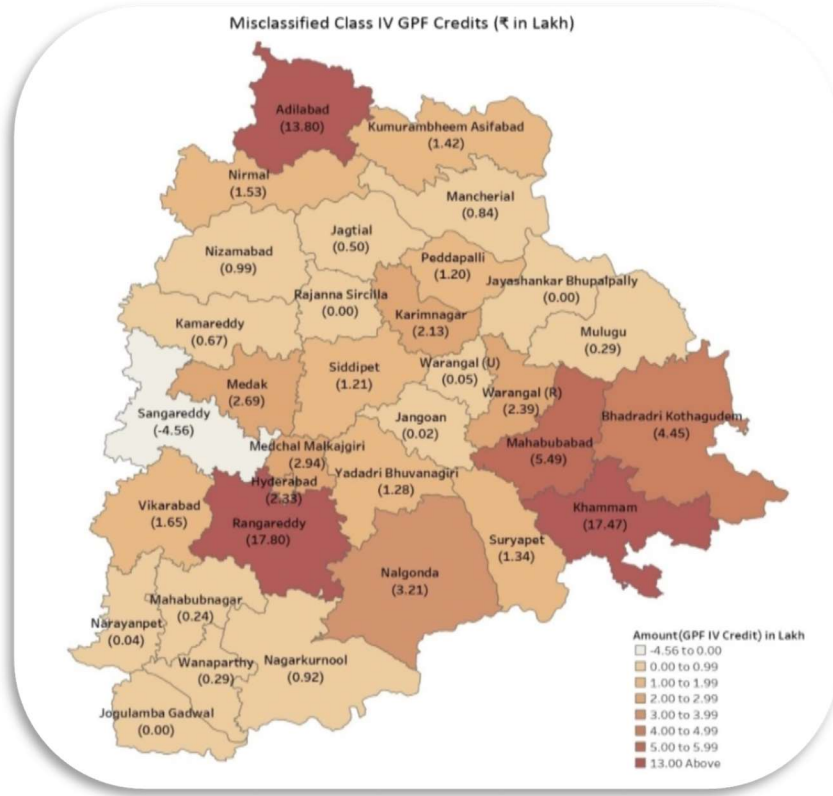 Misclassified Class IV GPF Credits (₹ in Lakh)
Adilabad
(13.80)
Kumurambheem Asifabad
(1.42)
Nirmal
(1.53)
Mancherial
(0.84)
Jagtial
(0.50)
Nizamabad
(0.99)
Peddapalli
(1.20)
Jayashankar Bhupalpally
(0.00)
Rajanna Sircilla
(0.00)
Karimnagar
(2.13)
Kamareddy
(0.67)
Mulugu
(0.29)
Warangal (U)
(0.05)
Siddipet
(1.21)
Medak
(2.69)
Warangal (R)
(2.39)
Sangareddy
(-4.56)
Jangoan
(0.02)
Bhadradri Kothagudem
(4.45)
Mahabubabad
(5.49)
Medchal Malkajgiri
(2.94)
Yadadri Bhuvanagiri
(1.28)
Hyderabad
(2.33)
Vikarabad
(1.65)
Rangareddy
(17.80)
Khammam
(17.47)
Suryapet
(1.34)
Nalgonda
(3.21)
Mahabubnagar
(0.24)
Narayanpet
(0.04)
Wanaparthy
(0.29)
Nagarkurnool
(0.92)
Jogulamba Gadwal
(0.00)
Amount(GPF IV Credit) in Lakh
-4.56 to 0.00
0.00 to 0.99
1.00 to 1.99
2.00 to 2.99
3.00 to 3.99
4.00 to 4.99
5.00 to 5.99
13.00 Above